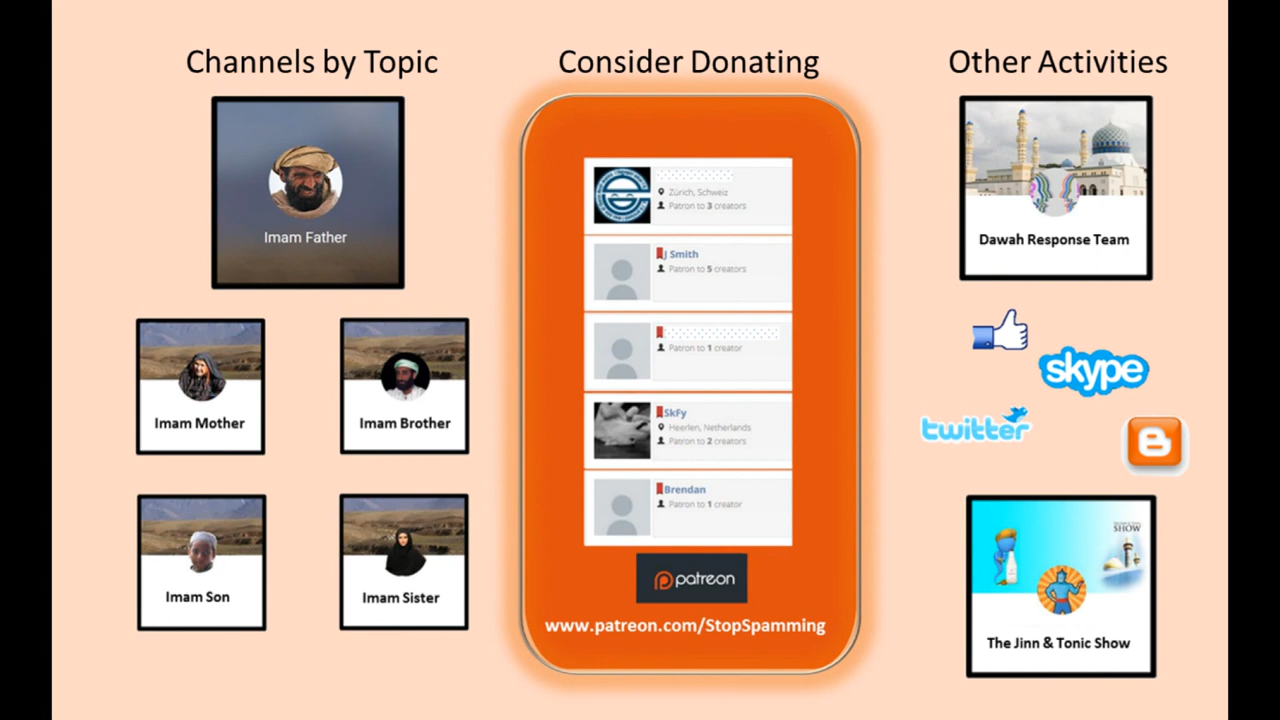 Channels by Topic
Imam Father
Imam Mother
Imam Brother
Imam Son
Imam Sister
Consider Donating
Zürich, Schweiz
Patron to 3 creators
J Smith
Patron to 5 creators
Patron to 1 creator
SkFy
Heerlen, Netherlands
Patron to 2 creators
Brendan
Patron to 1 creator
patreon
www.patreon.com/StopSpamming
Other Activities
Dawah Response Team
skype
twitter
SHOW
The Jinn & Tonic Show